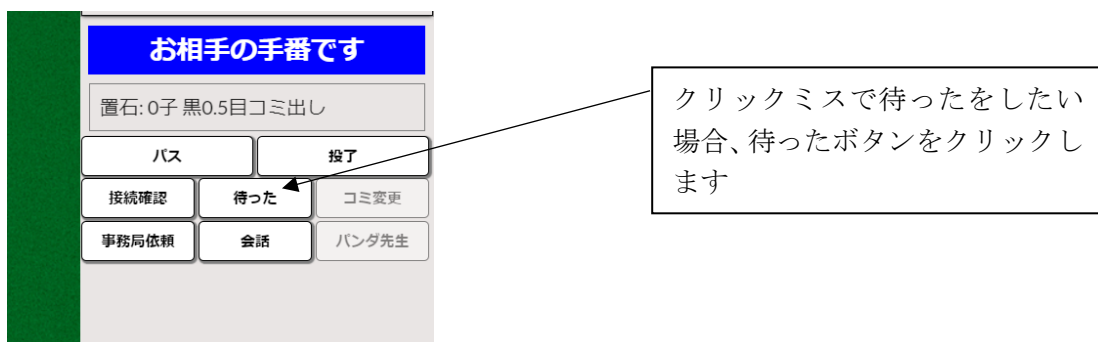 お相手の手番です
置石: 0子 黒0.5目コミ出し
パス 投了
接続確認 待った コミ変更
事務局依頼 会話 パンダ先生
クリックミスで待ったをしたい
場合、待ったボタンをクリックし
ます